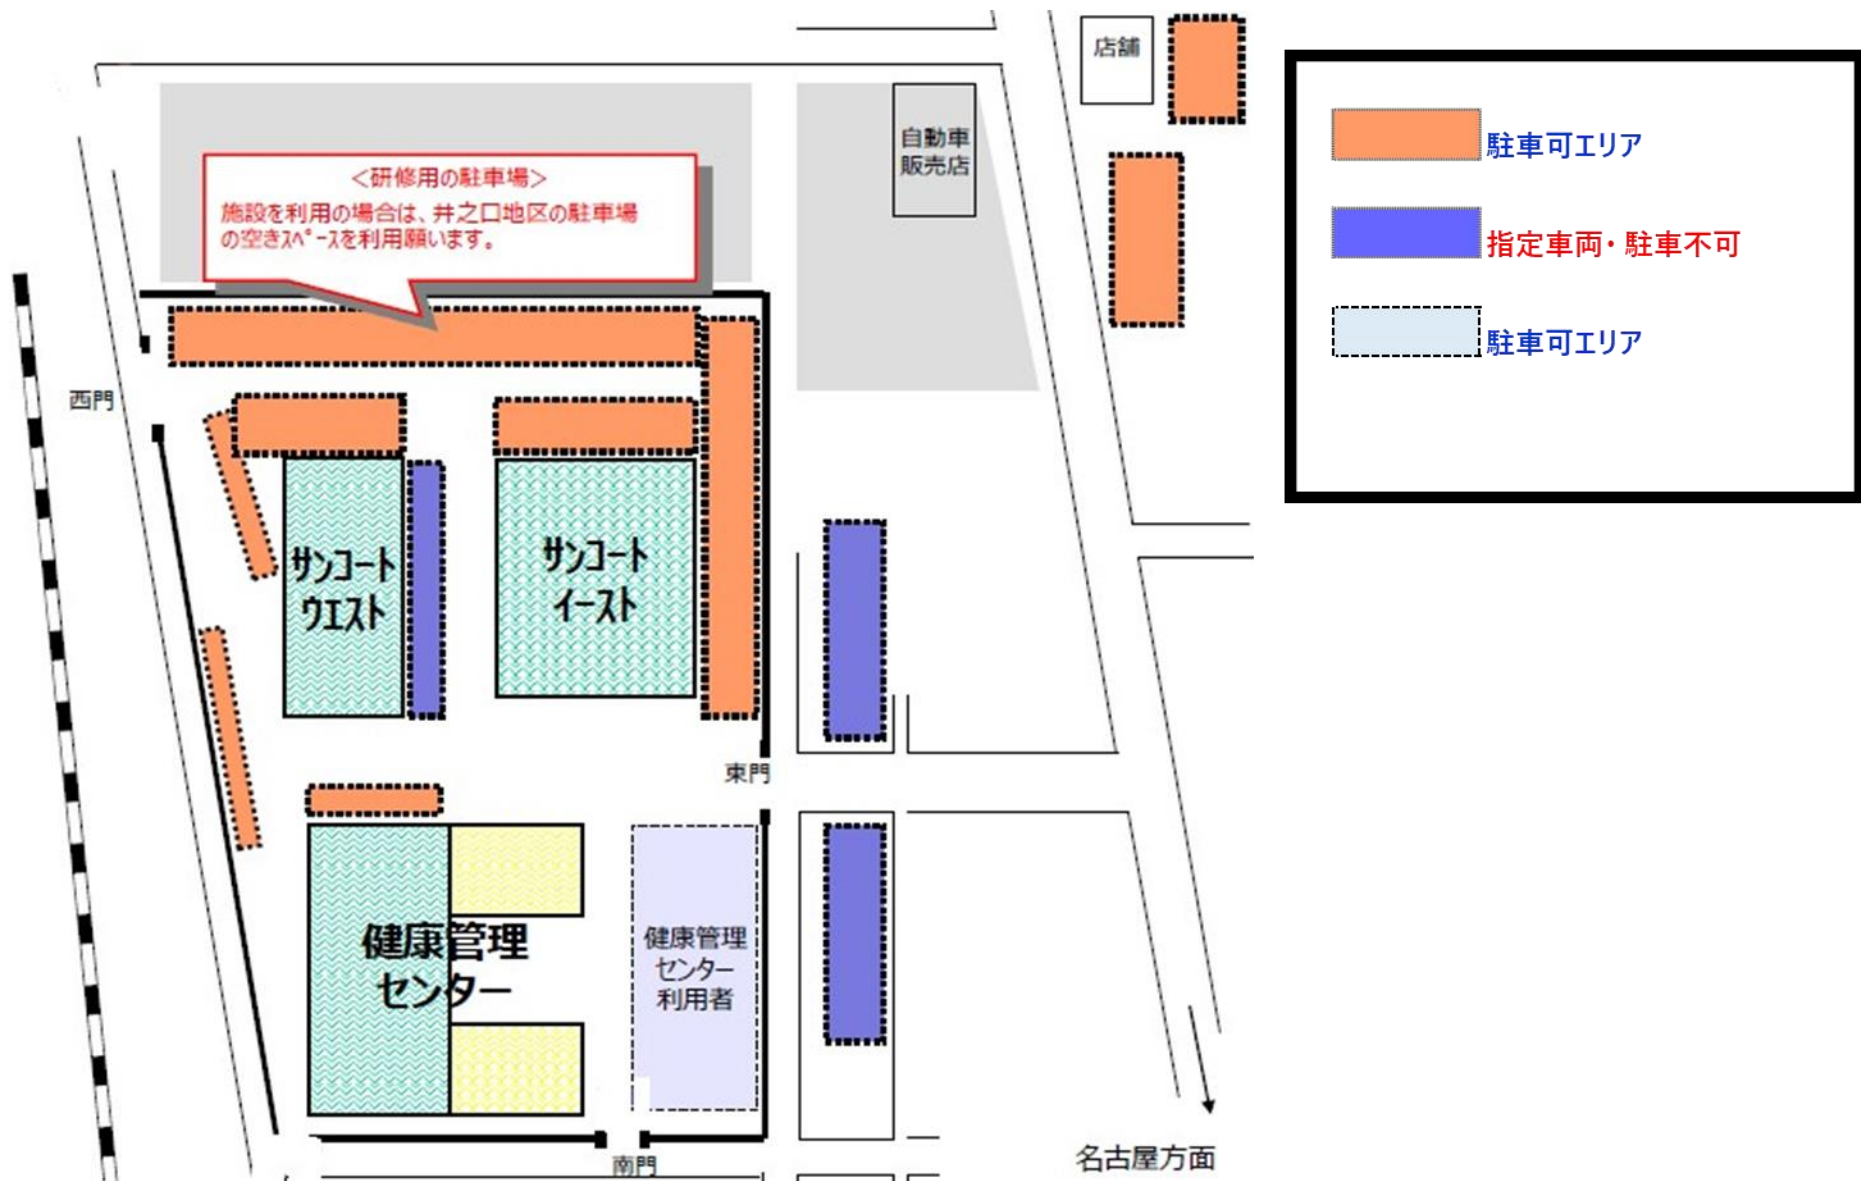 店舗
自動車
販売店
＜研修用の駐車場＞
施設を利用の場合は、井之口地区の駐車場
の空きｽﾍﾟｰｽを利用願います。
駐車可エリア
指定車両・駐車不可
駐車可エリア
西門
サンコート
ウエスト
サンコート
イースト
東門
健康管理
センター
健康管理
センター
利用者
南門
名古屋方面